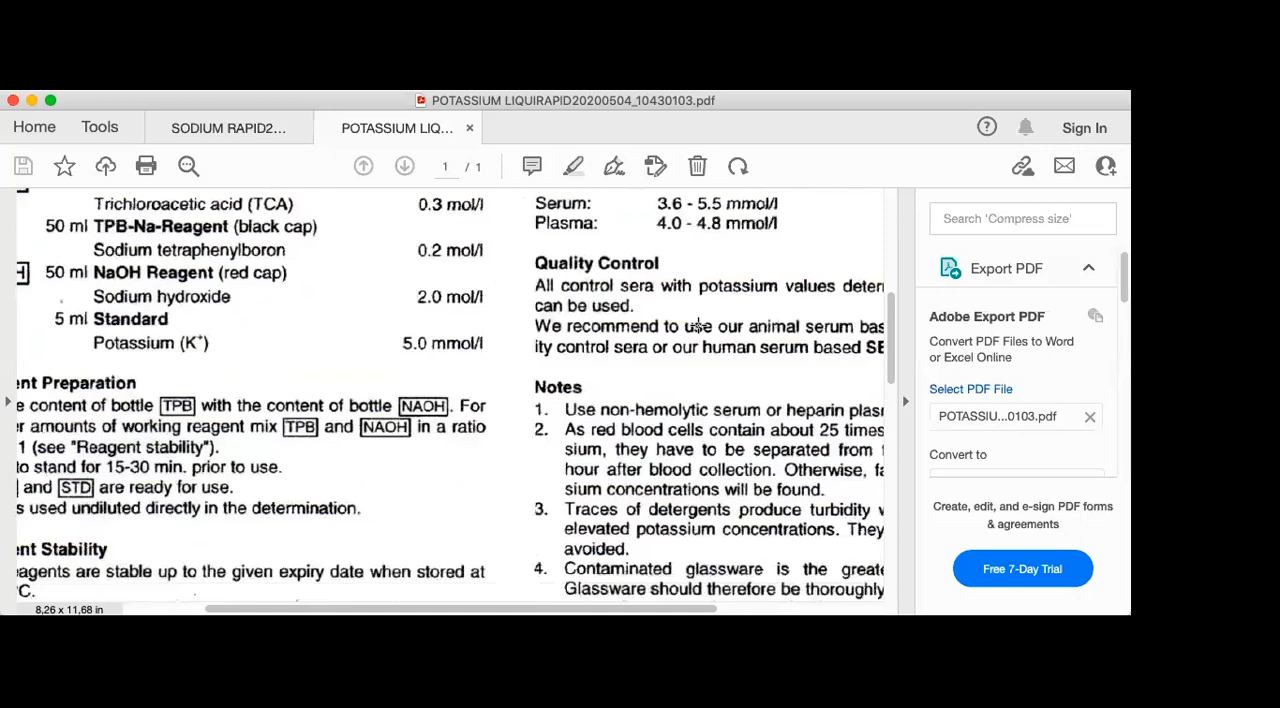 POTASSIUM LIQUIRAPID20200504_10430103.pdf
Home Tools SODIUM RAPID2... POTASSIUM LIQ... × ? Sign In
1 / 1
Trichloroacetic acid (TCA) 0.3 mol/l
50 ml TPB-Na-Reagent (black cap)
Sodium tetraphenylboron 0.2 mol/l
H 50 ml NaOH Reagent (red cap)
Sodium hydroxide 2.0 mol/l
5 ml Standard
Potassium (K+) 5.0 mmol/l
nt Preparation
e content of bottle TPB with the content of bottle NAOH. For
r amounts of working reagent mix TPB and NAOH in a ratio
1 (see "Reagent stability").
to stand for 15-30 min. prior to use.
and STD are ready for use.
s used undiluted directly in the determination.
nt Stability
agents are stable up to the given expiry date when stored at
°C.
Serum: 3.6 - 5.5 mmol/l
Plasma: 4.0 - 4.8 mmol/l
Quality Control
All control sera with potassium values deter
can be used.
We recommend to use our animal serum bas
ity control sera or our human serum based SE
Notes
1. Use non-hemolytic serum or heparin plas
2. As red blood cells contain about 25 times
sium, they have to be separated from
hour after blood collection. Otherwise, fa
sium concentrations will be found.
3. Traces of detergents produce turbidity
elevated potassium concentrations. They
avoided.
4. Contaminated glassware is the greate
Glassware should therefore be thoroughly
8,26 x 11,68 in
Search 'Compress size'
Export PDF
Adobe Export PDF
Convert PDF Files to Word
or Excel Online
Select PDF File
POTASSIU...0103.pdf ×
Convert to
Create, edit, and e-sign PDF forms
& agreements
Free 7-Day Trial